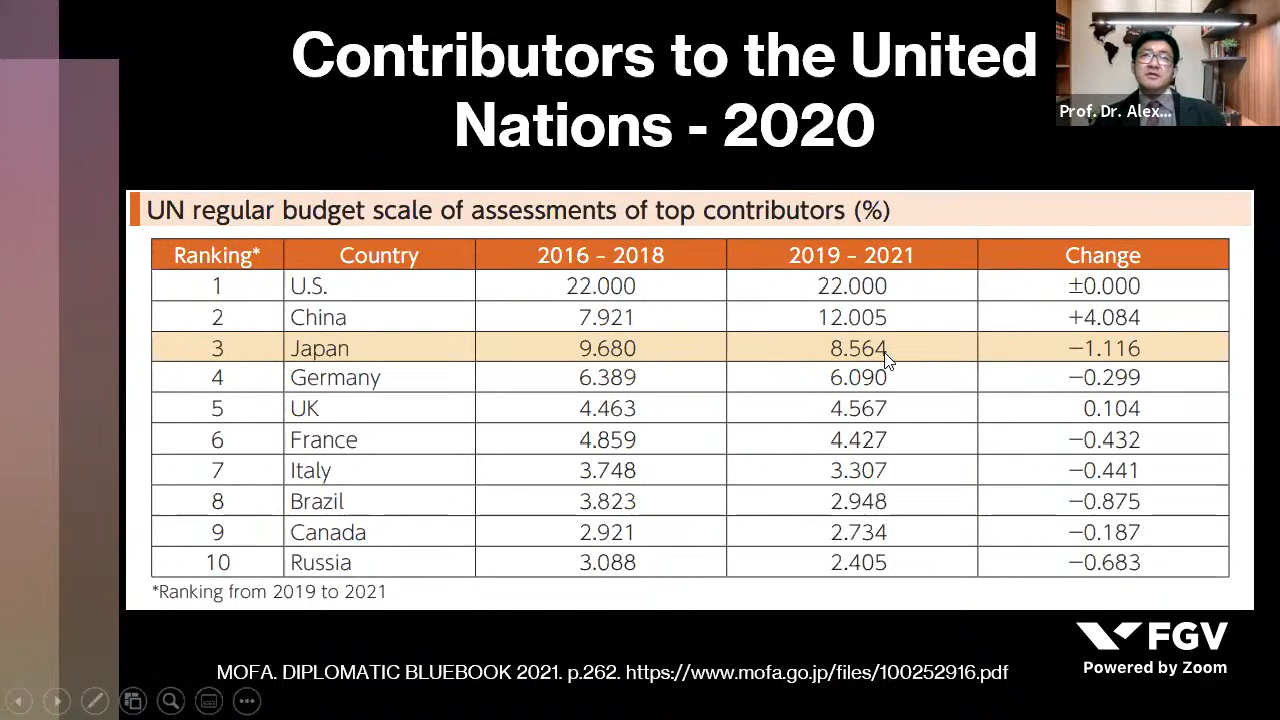 Contributors to the United
Nations - 2020
Prof. Dr. Alex...
UN regular budget scale of assessments of top contributors (%)
Ranking* Country 2016 – 2018 2019 – 2021 Change
1 U.S. 22.000 22.000 ±0.000
2 China 7.921 12.005 +4.084
3 Japan 9.680 8.564 −1.116
4 Germany 6.389 6.090 −0.299
5 UK 4.463 4.567 0.104
6 France 4.859 4.427 −0.432
7 Italy 3.748 3.307 −0.441
8 Brazil 3.823 2.948 −0.875
9 Canada 2.921 2.734 −0.187
10 Russia 3.088 2.405 −0.683
*Ranking from 2019 to 2021
FGV
Powered by Zoom
MOFA. DIPLOMATIC BLUEBOOK 2021. p.262. https://www.mofa.go.jp/files/100252916.pdf